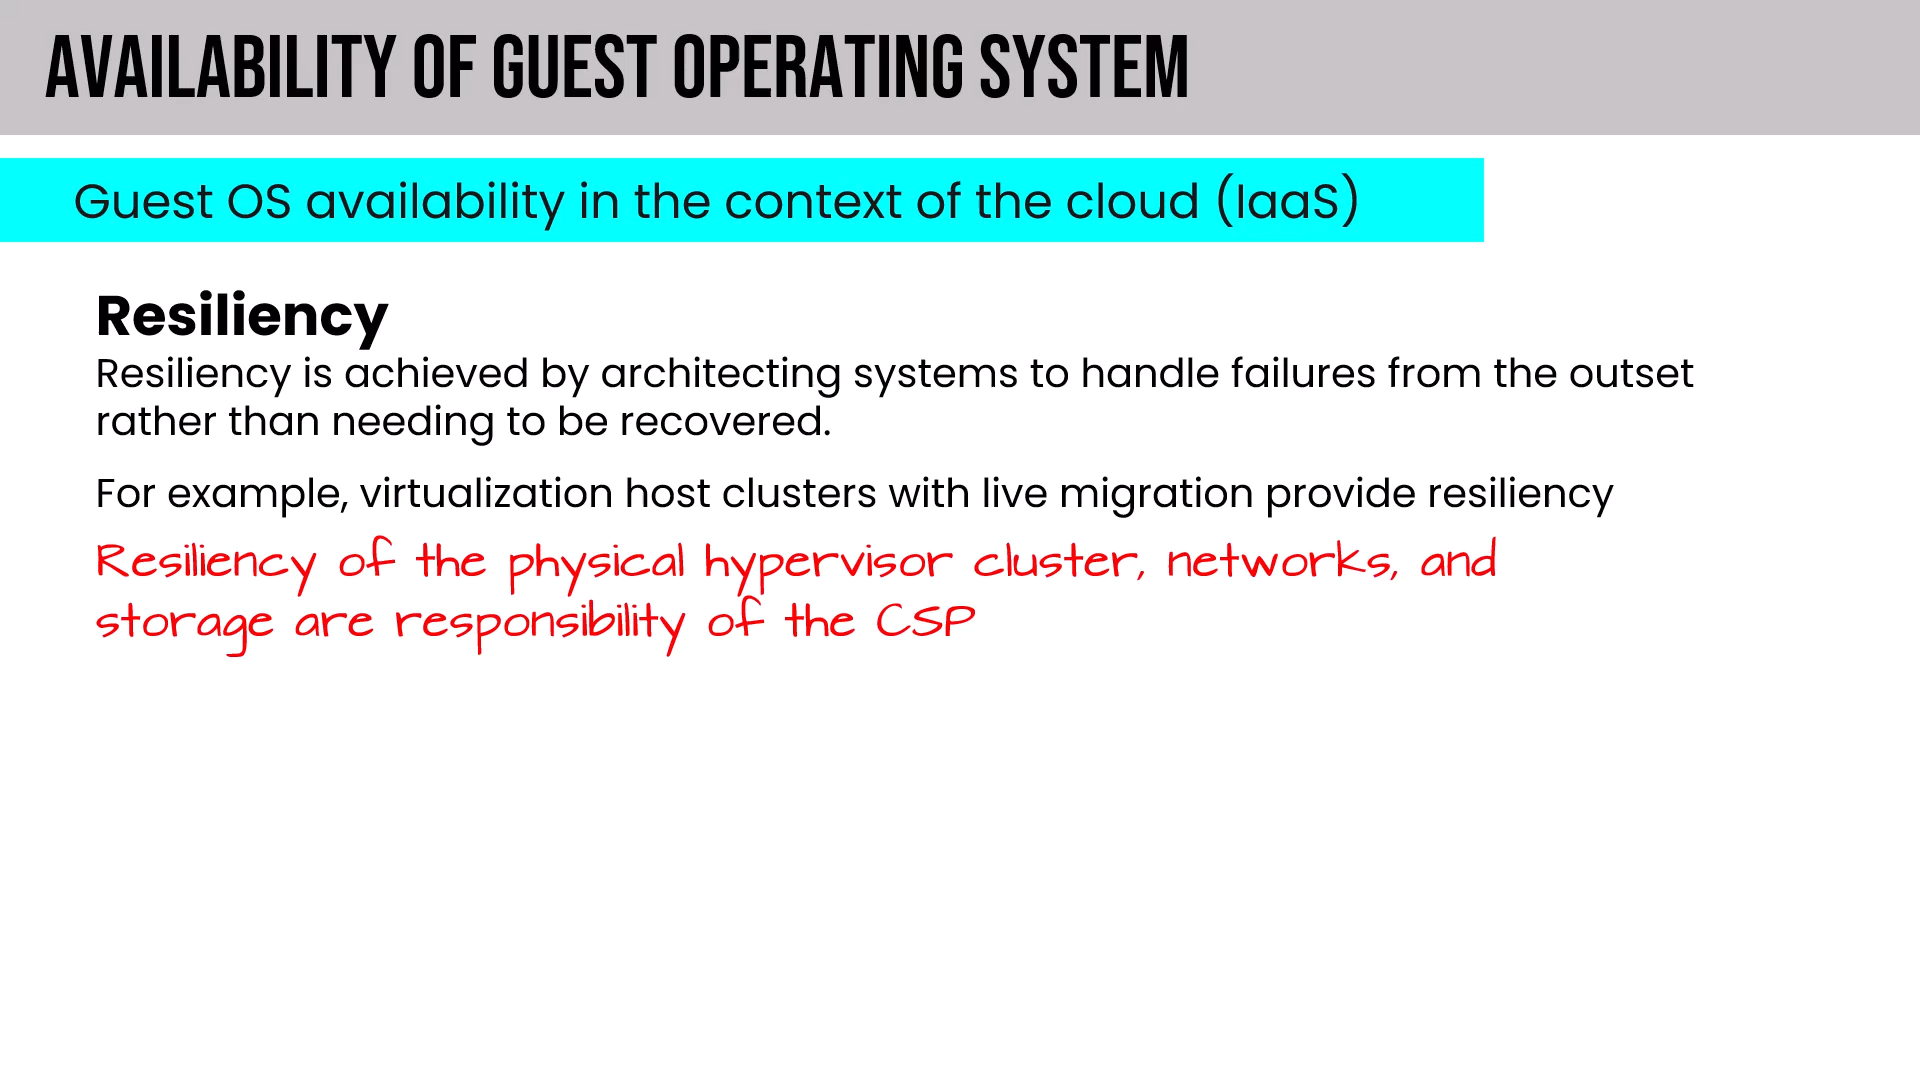 AVAILABILITY OF GUEST OPERATING SYSTEM
Guest OS availability in the context of the cloud (IaaS)
Resiliency
Resiliency is achieved by architecting systems to handle failures from the outset
rather than needing to be recovered.
For example, virtualization host clusters with live migration provide resiliency
Resiliency of the physical hypervisor cluster, networks, and
storage are responsibility of the CSP